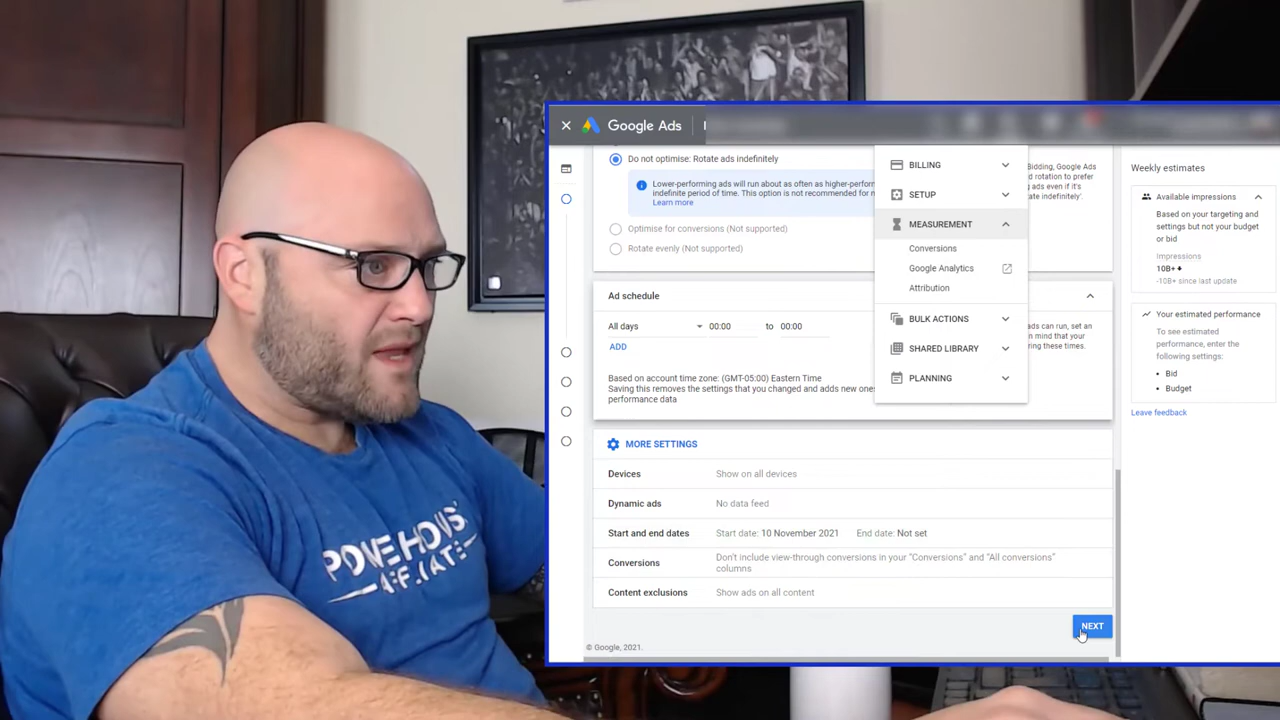 POWERHOUSE
AFFILIATE
Google Ads
Do not optimise: Rotate ads indefinitely
Lower-performing ads will run about as often as higher-perform
indefinite period of time. This option is not recommended for
Learn more
Bidding, Google Ads
rotation to prefer
ads even if it's
indefinitely'.
Optimise for conversions (Not supported)
Rotate evenly (Not supported)
BILLING
SETUP
MEASUREMENT
Conversions
Google Analytics
Attribution
BULK ACTIONS
SHARED LIBRARY
PLANNING
Ad schedule
All days
00:00
to
00:00
ADD
ads can run, set an
in mind that your
ring these times.
Based on account time zone: (GMT-05:00) Eastern Time
Saving this removes the settings that you changed and adds new ones
performance data
MORE SETTINGS
Devices
Show on all devices
Dynamic ads
No data feed
Start and end dates
Start date: 10 November 2021
End date: Not set
Conversions
Don't include view-through conversions in your "Conversions" and "All conversions"
columns
Content exclusions
Show ads on all content
NEXT
© Google, 2021.
Weekly estimates
Available impressions
Based on your targeting and
settings but not your budget
or bid
Impressions
10B+
-10B+ since last update
Your estimated performance
To see estimated
performance, enter the
following settings:
• Bid
• Budget
Leave feedback